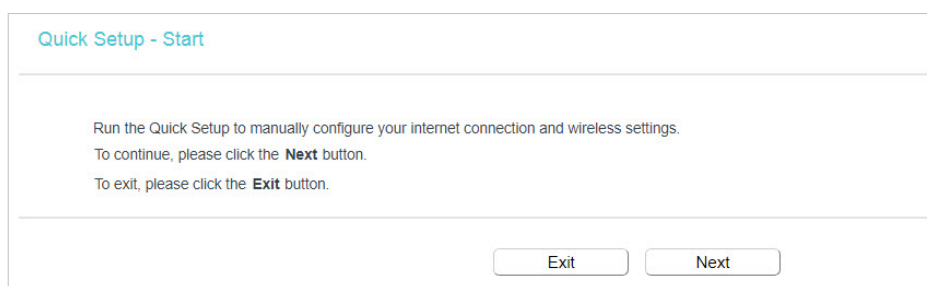 Quick Setup - Start
Run the Quick Setup to manually configure your internet connection and wireless settings.
To continue, please click the Next button.
To exit, please click the Exit button.
Exit Next